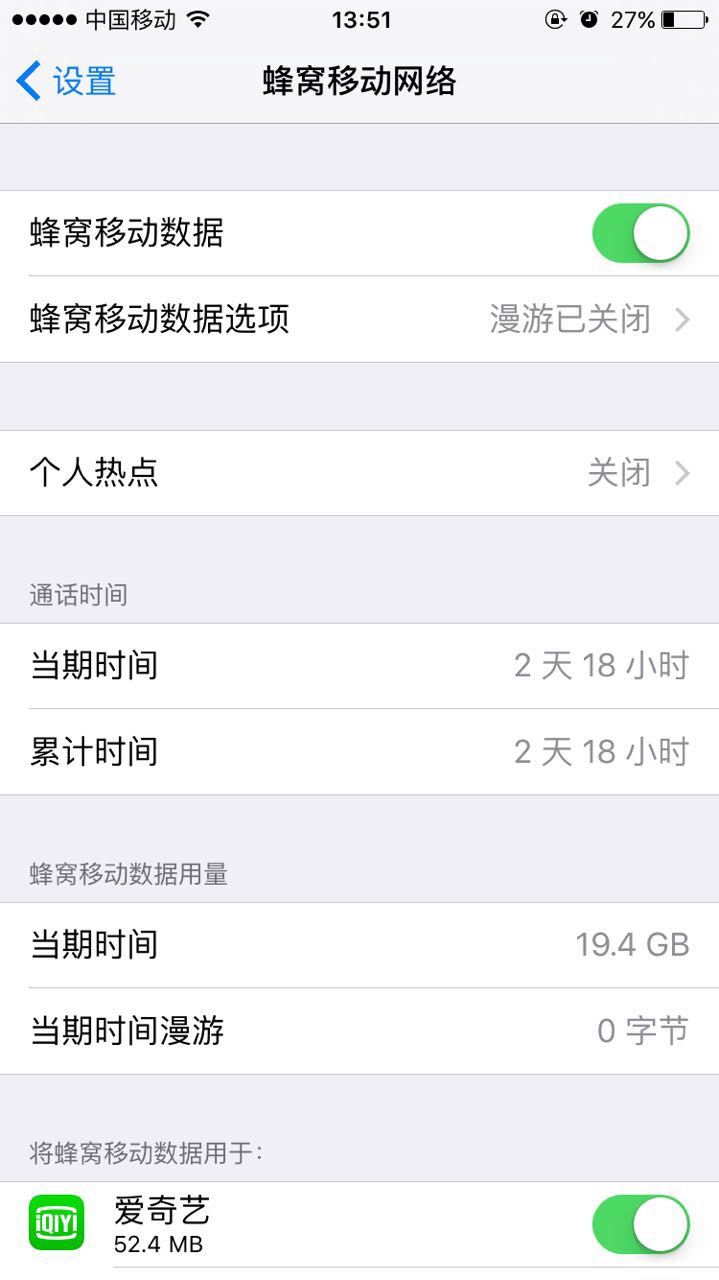 中国移动 13:51 27%
设置 蜂窝移动网络
蜂窝移动数据
蜂窝移动数据选项 漫游已关闭
个人热点 关闭
通话时间
当期时间 2 天 18 小时
累计时间 2 天 18 小时
蜂窝移动数据用量
当期时间 19.4 GB
当期时间漫游 0 字节
将蜂窝移动数据用于:
iQIYI 爱奇艺
52.4 MB